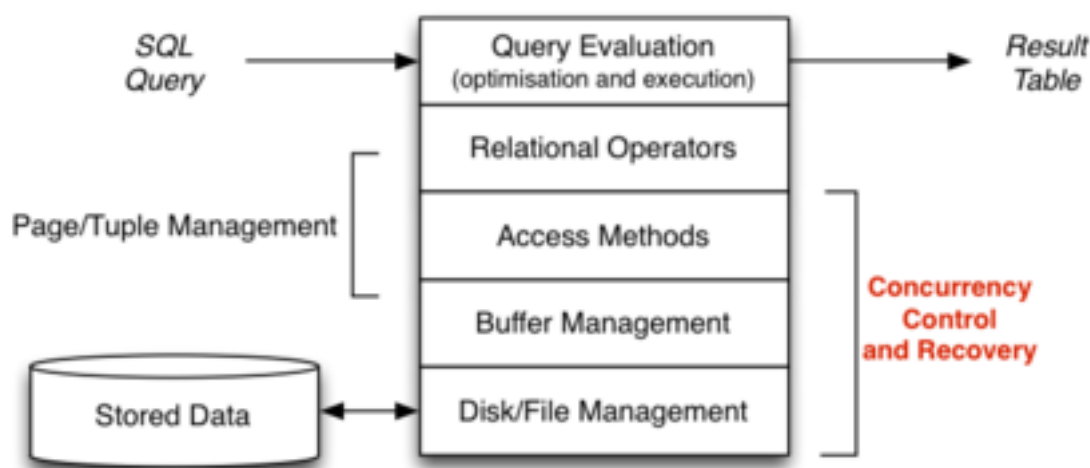 SQL
Query
Query Evaluation
(optimisation and execution)
Result
Table
Relational Operators
Page/Tuple Management
Access Methods
Concurrency
Control
and Recovery
Buffer Management
Stored Data
Disk/File Management